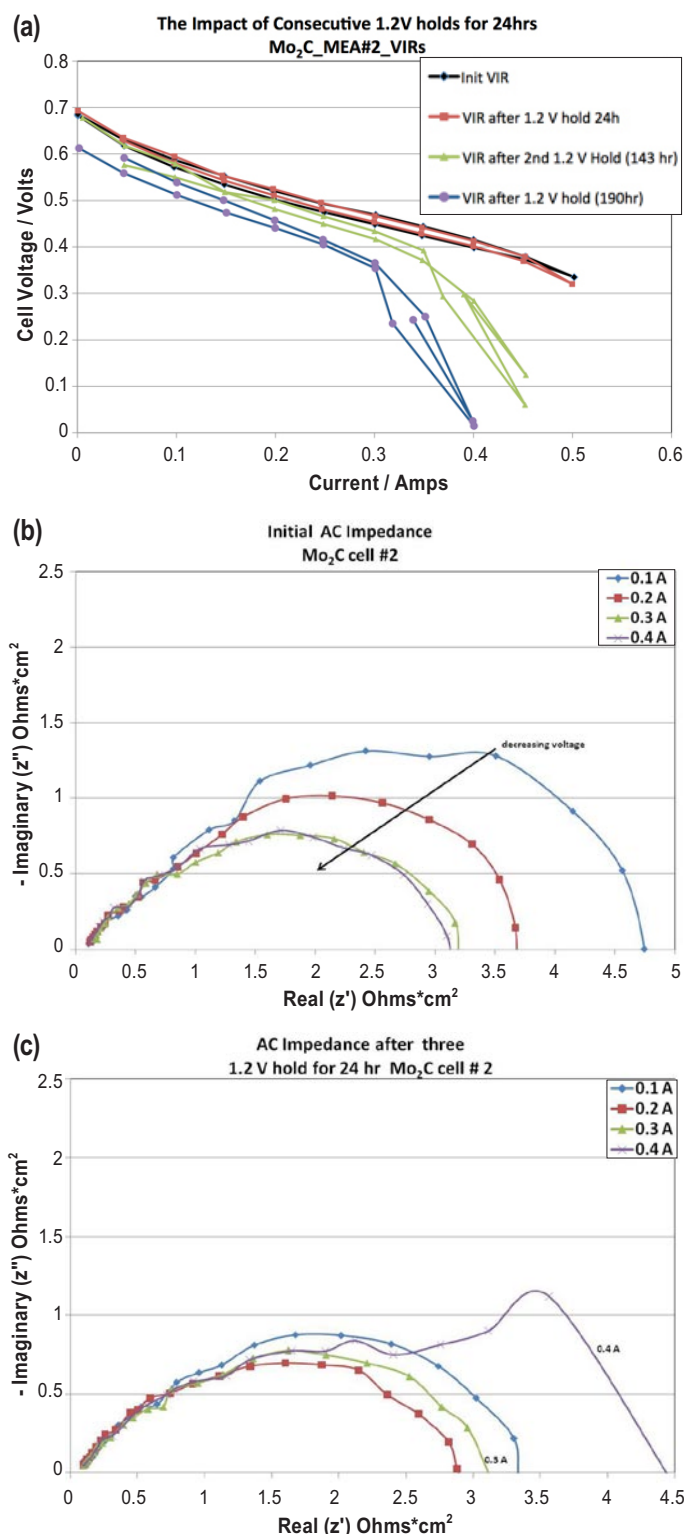 (a)
The Impact of Consecutive 1.2V holds for 24hrs
Mo₂C_MEA#2_VIRs
Init VIR
VIR after 1.2 V hold 24h
VIR after 2nd 1.2 V Hold (143 hr)
VIR after 1.2 V hold (190hr)
Cell Voltage / Volts
0.8
0.7
0.6
0.5
0.4
0.3
0.2
0.1
0
0 0.1 0.2 0.3 0.4 0.5 0.6
Current / Amps
(b)
Initial AC Impedance
Mo₂C cell #2
0.1 A
0.2 A
0.3 A
0.4 A
decreasing voltage
- Imaginary (z") Ohms*cm²
2.5
2
1.5
1
0.5
0
0 0.5 1 1.5 2 2.5 3 3.5 4 4.5 5
Real (z') Ohms*cm²
(c)
AC Impedance after three
1.2 V hold for 24 hr Mo₂C cell # 2
0.1 A
0.2 A
0.3 A
0.4 A
0.4 A
0.3 A
- Imaginary (z") Ohms*cm²
2.5
2
1.5
1
0.5
0
0 0.5 1 1.5 2 2.5 3 3.5 4 4.5
Real (z') Ohms*cm²